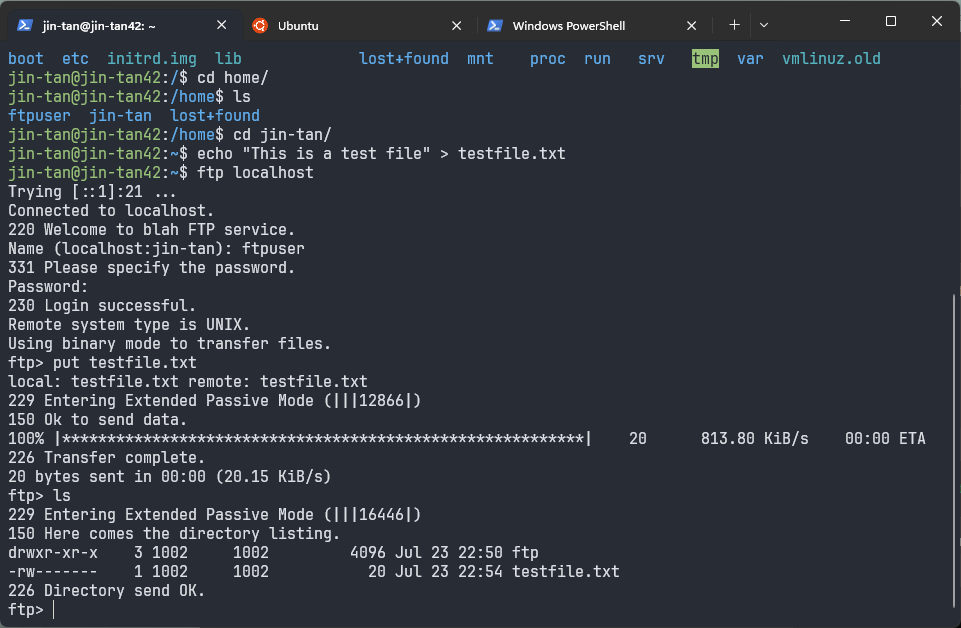 jin-tan@jin-tan42: ~ Ubuntu Windows PowerShell
boot etc initrd.img lib lost+found mnt proc run srv tmp var vmlinuz.old
jin-tan@jin-tan42:/$ cd home/
jin-tan@jin-tan42:/home$ ls
ftpuser jin-tan lost+found
jin-tan@jin-tan42:/home$ cd jin-tan/
jin-tan@jin-tan42:~$ echo "This is a test file" > testfile.txt
jin-tan@jin-tan42:~$ ftp localhost
Trying [::1]:21 ...
Connected to localhost.
220 Welcome to blah FTP service.
Name (localhost:jin-tan): ftpuser
331 Please specify the password.
Password:
230 Login successful.
Remote system type is UNIX.
Using binary mode to transfer files.
ftp> put testfile.txt
local: testfile.txt remote: testfile.txt
229 Entering Extended Passive Mode (|||12866|)
150 Ok to send data.
100% |**********************************************************| 20 813.80 KiB/s 00:00 ETA
226 Transfer complete.
20 bytes sent in 00:00 (20.15 KiB/s)
ftp> ls
229 Entering Extended Passive Mode (|||16446|)
150 Here comes the directory listing.
drwxr-xr-x 3 1002 1002 4096 Jul 23 22:50 ftp
-rw------- 1 1002 1002 20 Jul 23 22:54 testfile.txt
226 Directory send OK.
ftp>